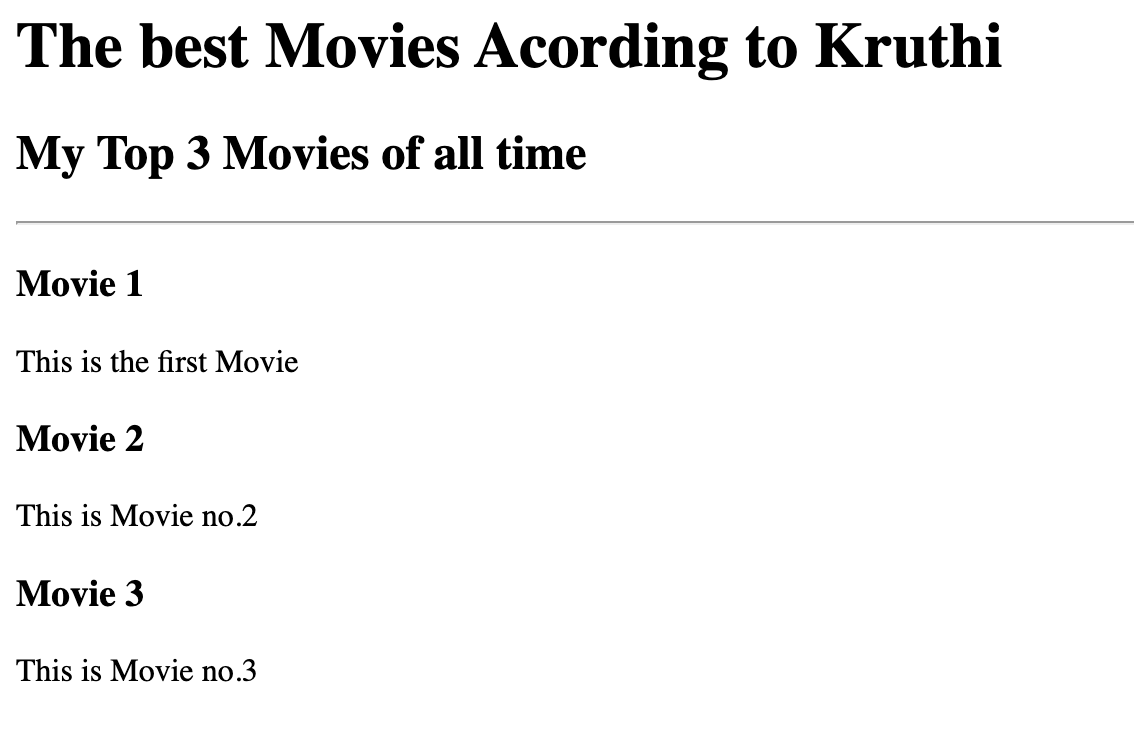 The best Movies Acording to Kruthi
My Top 3 Movies of all time
Movie 1
This is the first Movie
Movie 2
This is Movie no.2
Movie 3
This is Movie no.3